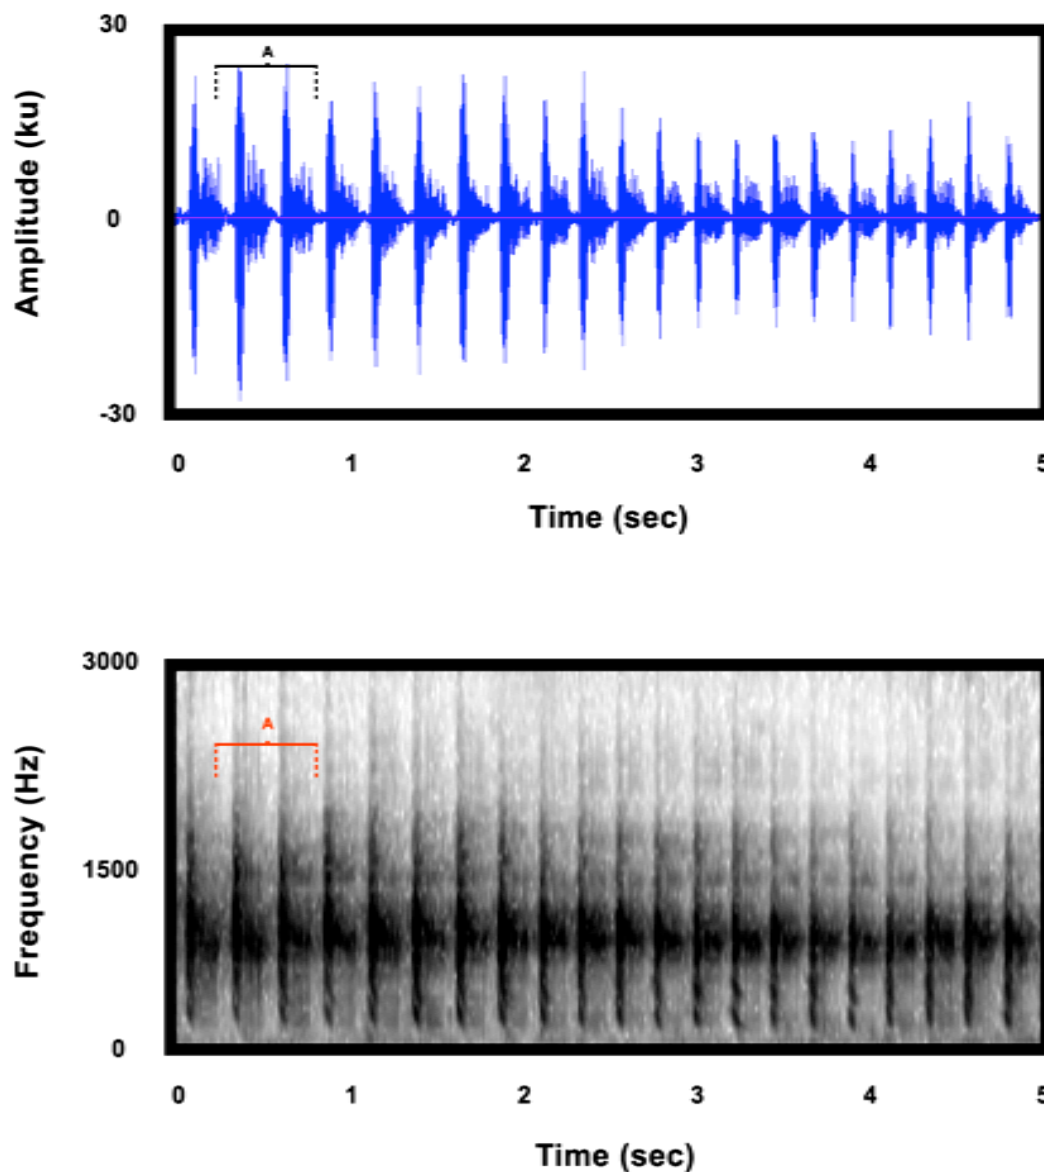 30
A
Amplitude (ku)
0
-30
0 1 2 3 4 5
Time (sec)
3000
A
1500
Frequency (Hz)
0
0 1 2 3 4 5
Time (sec)